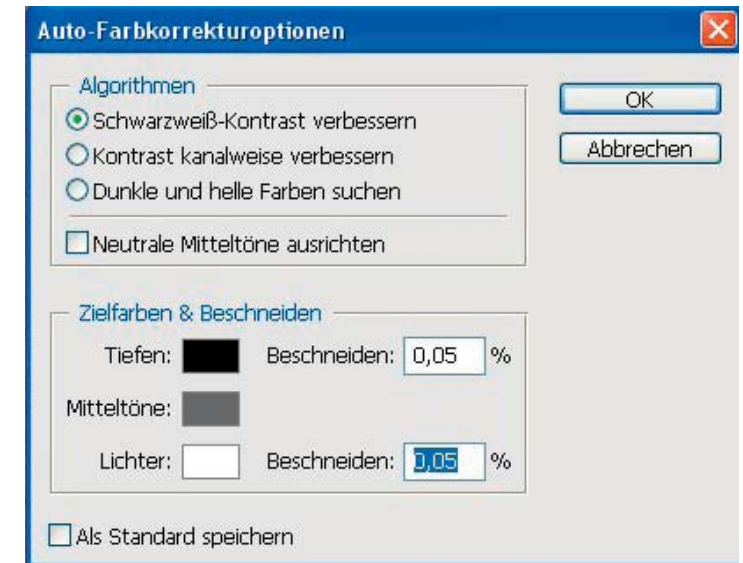 Auto-Farbkorrekturoptionen
Algorithmen
Schwarzweiß-Kontrast verbessern
Kontrast kanalweise verbessern
Dunkle und helle Farben suchen
Neutrale Mitteltöne ausrichten
OK
Abbrechen
Zielfarben & Beschneiden
Tiefen: Beschneiden: 0,05 %
Mitteltöne:
Lichter: Beschneiden: 0,05 %
Als Standard speichern